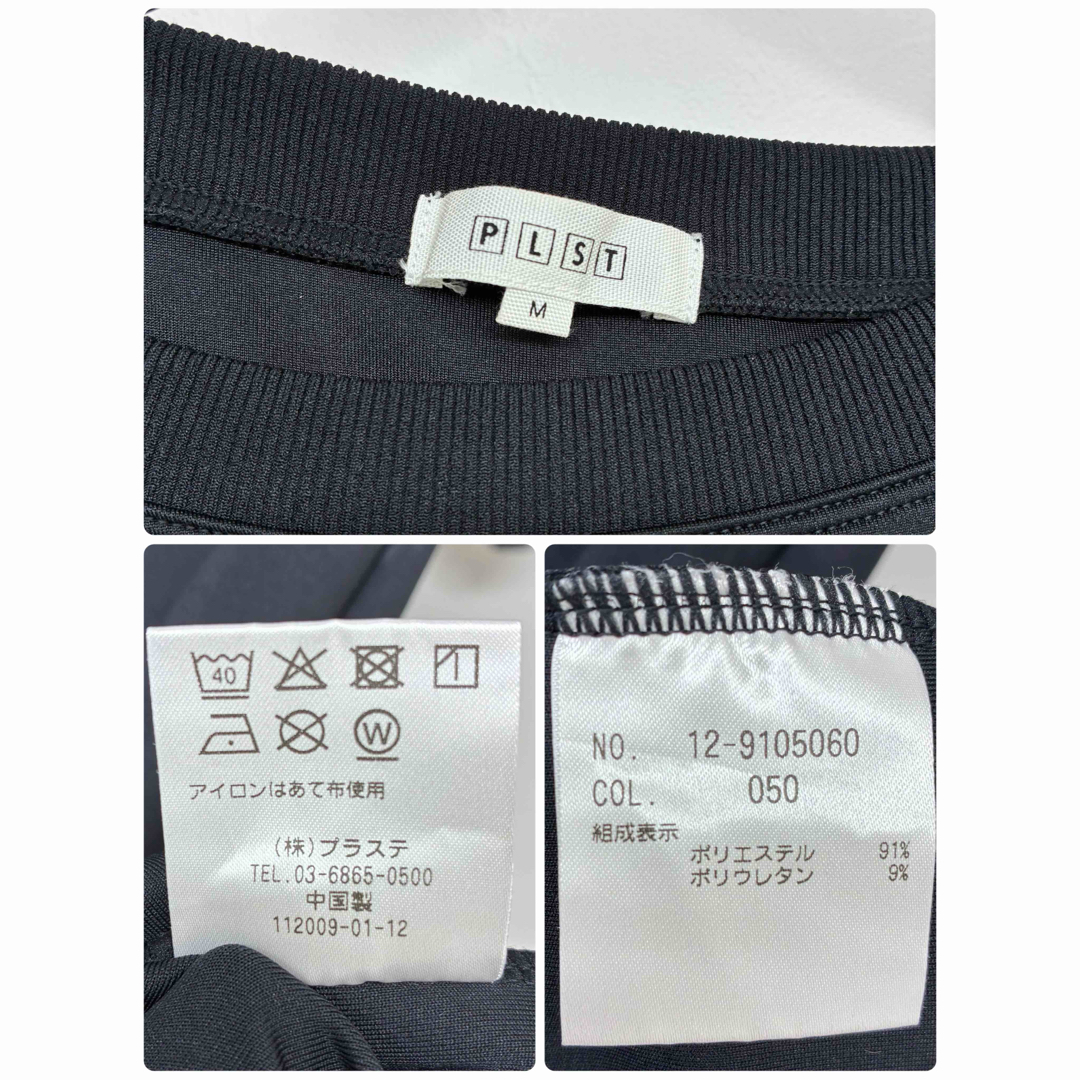 PLST
M
40
W
アイロンはあて布使用
(株)プラステ
TEL.03-6865-0500
中国製
112009-01-12
NO. 12-9105060
COL. 050
組成表示
ポリエステル 91%
ポリウレタン 9%